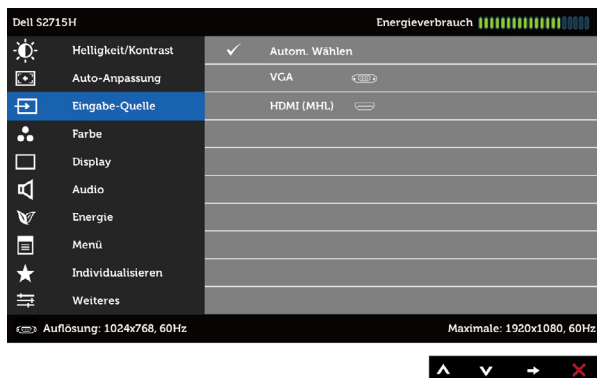 Dell S2715H Energieverbrauch
Helligkeit/Kontrast Autom. Wählen
Auto-Anpassung VGA
Eingabe-Quelle HDMI (MHL)
Farbe
Display
Audio
Energie
Menü
Individualisieren
Weiteres
Auflösung: 1024x768, 60Hz Maximale: 1920x1080, 60Hz